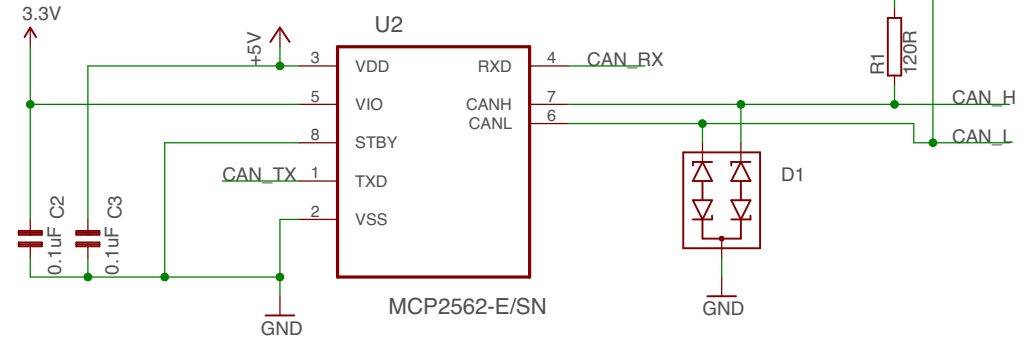 3.3V
U2
+5V
3
VDD
RXD
4
CAN_RX
R1
120R
5
VIO
CANH
7
CAN_H
CANL
6
8
STBY
CAN_L
CAN_TX
1
TXD
D1
2
VSS
0.1uF C2
0.1uF C3
MCP2562-E/SN
GND
GND